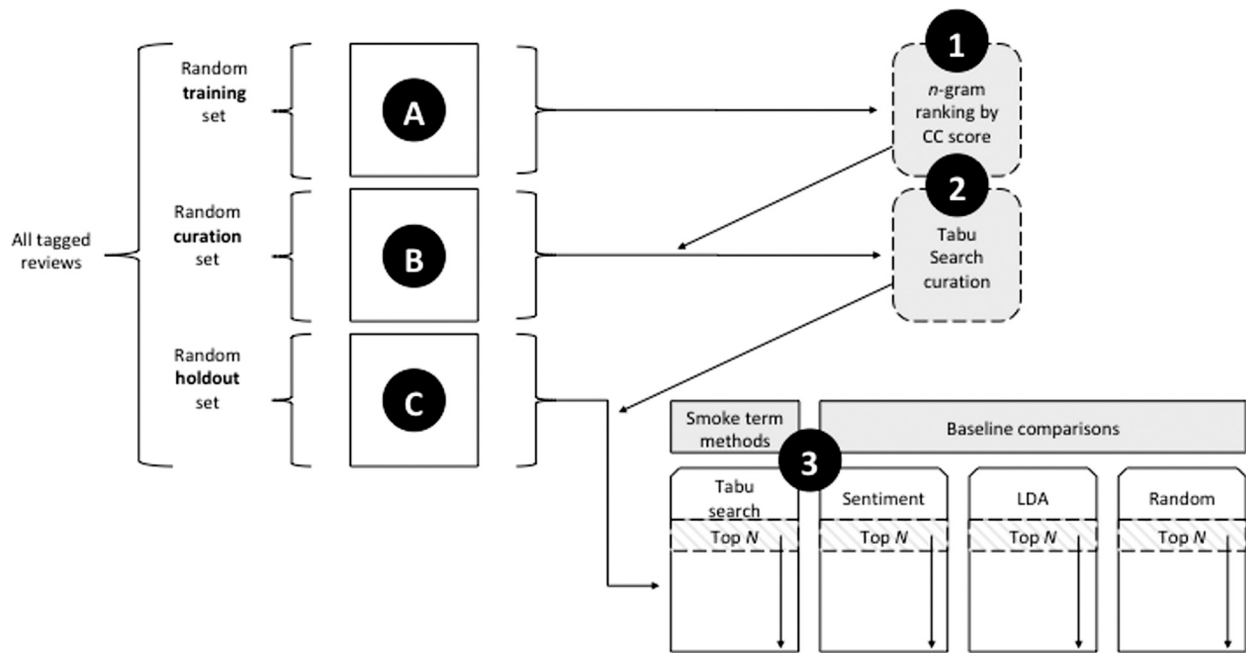 All tagged
reviews
Random
training
set
A
Random
curation
set
B
Random
holdout
set
C
1
n-gram
ranking by
CC score
2
Tabu
Search
curation
3
Smoke term
methods
Baseline comparisons
Tabu
search
Top N
Sentiment
Top N
LDA
Top N
Random
Top N